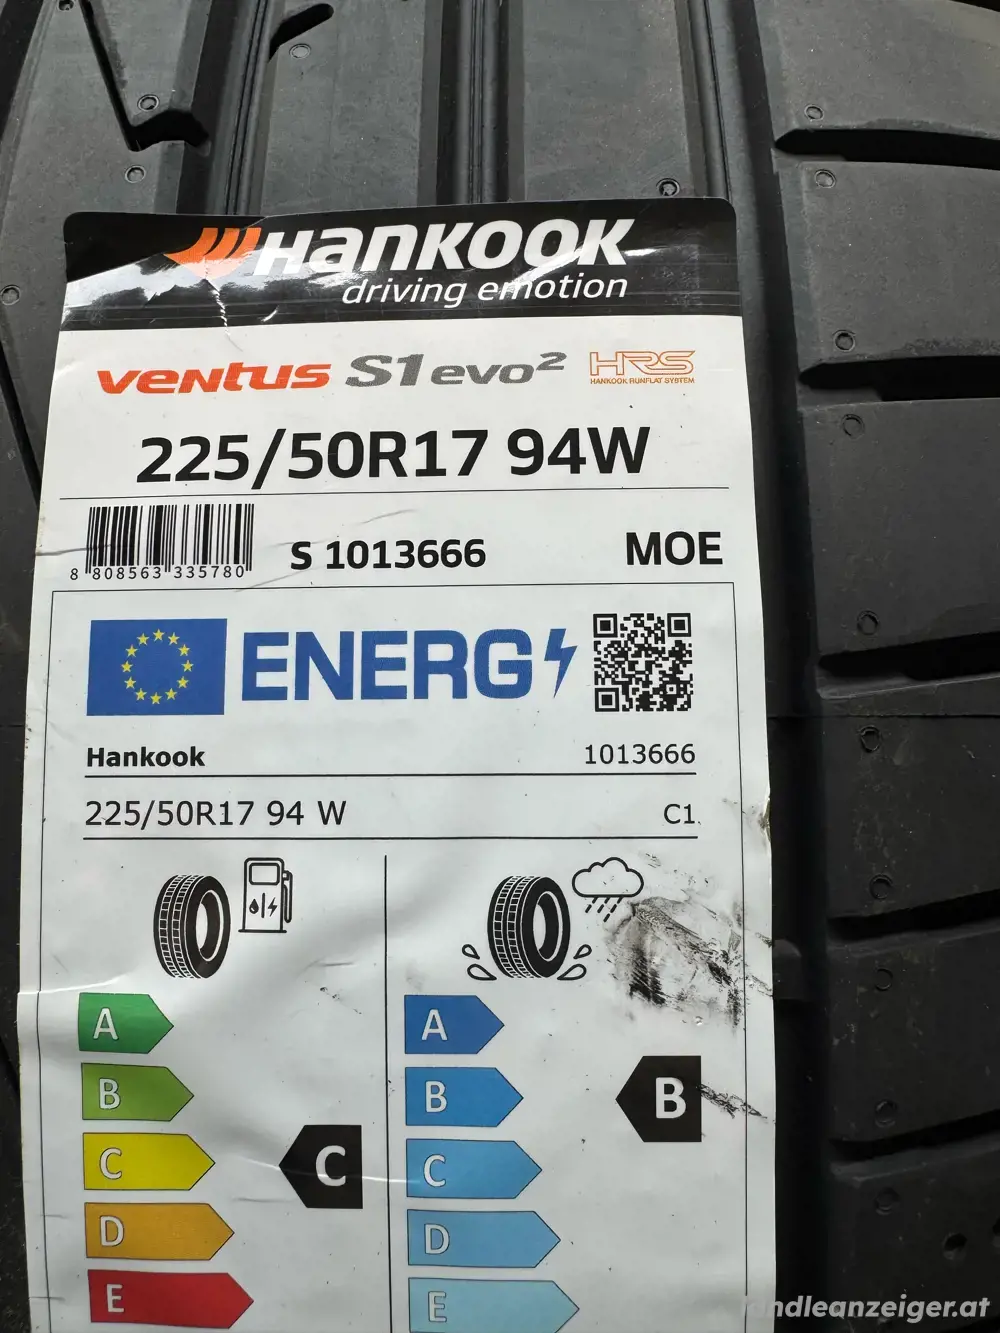 HANKOOK
driving emotion
VENTUS S1 evo² HRS
HANKOOK RUNFLAT SYSTEM
225/50R17 94W
8 808563 335780
S 1013666 MOE
ENERG
Hankook 1013666
225/50R17 94 W C1
A A
B B B
C C C
D D
E E
laendleanzeiger.at